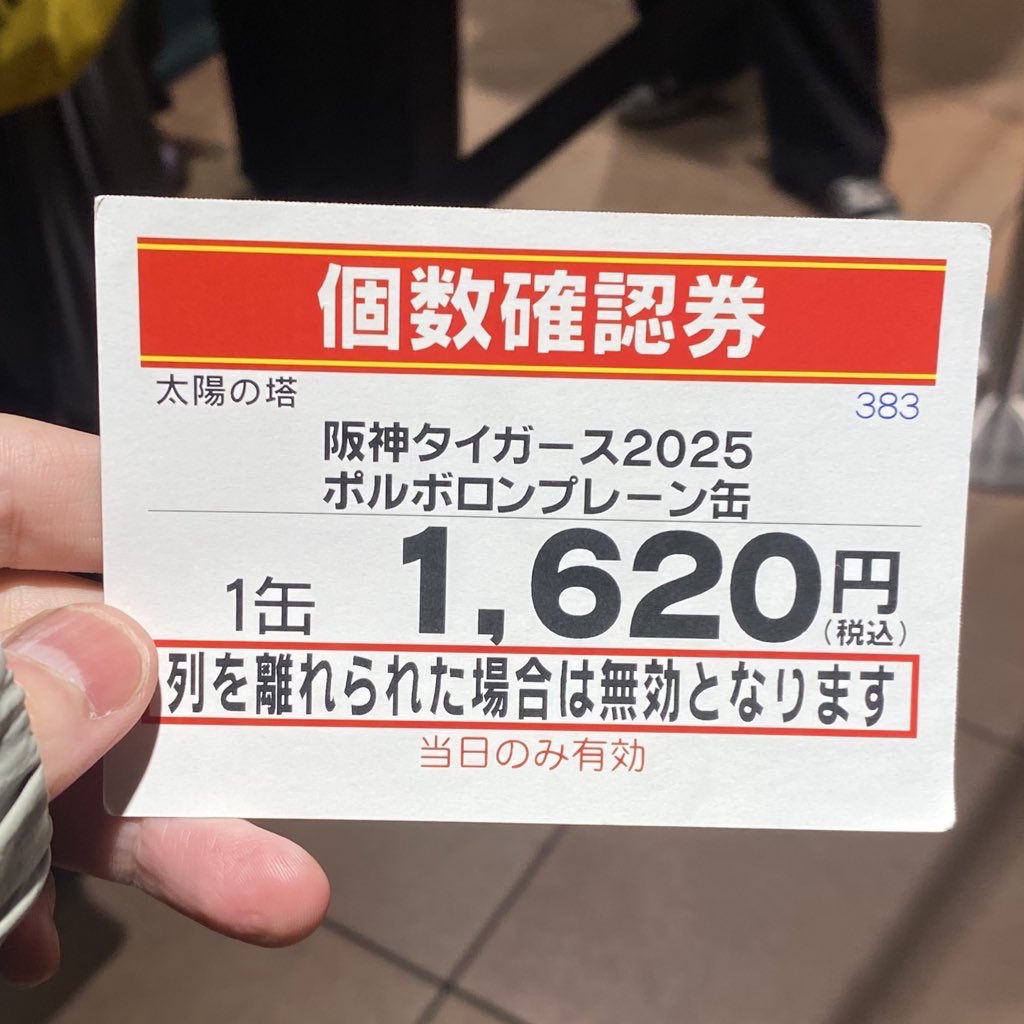 個数確認券
太陽の塔
383
阪神タイガース2025
ポルボロンプレーン缶
1缶 1,620円
(税込)
列を離れられた場合は無効となります
当日のみ有効